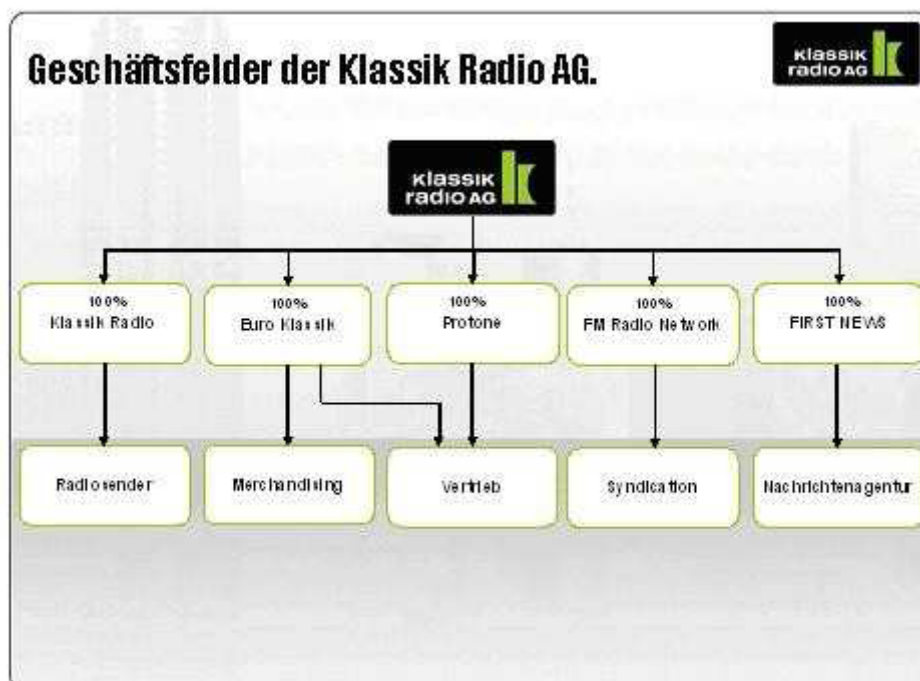 Geschäftsfelder der Klassik Radio AG.
klassik
radio AG
klassik
radio AG
100%
Klassik Radio
100%
Euro Klassik
100%
Protone
100%
FM Radio Network
100%
FIRST NEWS
Radiosender
Merchandising
Vertrieb
Syndication
Nachrichtenagentur